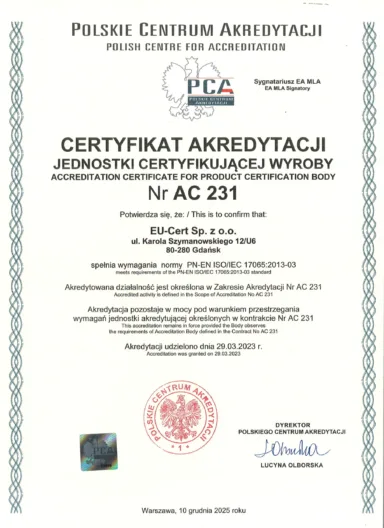 POLSKIE CENTRUM AKREDYTACJI
POLISH CENTRE FOR ACCREDITATION
PCA
POLSKIE CENTRUM
AKREDYTACJI
Sygnatariusz EA MLA
EA MLA Signatory
CERTYFIKAT AKREDYTACJI
JEDNOSTKI CERTYFIKUJĄCEJ WYROBY
ACCREDITATION CERTIFICATE FOR PRODUCT CERTIFICATION BODY
Nr AC 231
Potwierdza się, że: / This is to confirm that:
EU-Cert Sp. z o.o.
ul. Karola Szymanowskiego 12/U6
80-280 Gdańsk
spełnia wymagania normy PN-EN ISO/IEC 17065:2013-03
meets requirements of the PN-EN ISO/IEC 17065:2013-03 standard
Akredytowana działalność jest określona w Zakresie Akredytacji Nr AC 231
Accredited activity is defined in the Scope of Accreditation No AC 231
Akredytacja pozostaje w mocy pod warunkiem przestrzegania
wymagań jednostki akredytującej określonych w kontrakcie Nr AC 231
This accreditation remains in force provided the Body observes
the requirements of Accreditation Body defined in the Contract No AC 231
Akredytacji udzielono dnia 29.03.2023 r.
Accreditation was granted on 29.03.2023
POLSKIE CENTRUM AKREDYTACJI
* 1 *
PCA
DYREKTOR
POLSKIEGO CENTRUM AKREDYTACJI
LUCYNA OLBORSKA
Warszawa, 10 grudnia 2025 roku